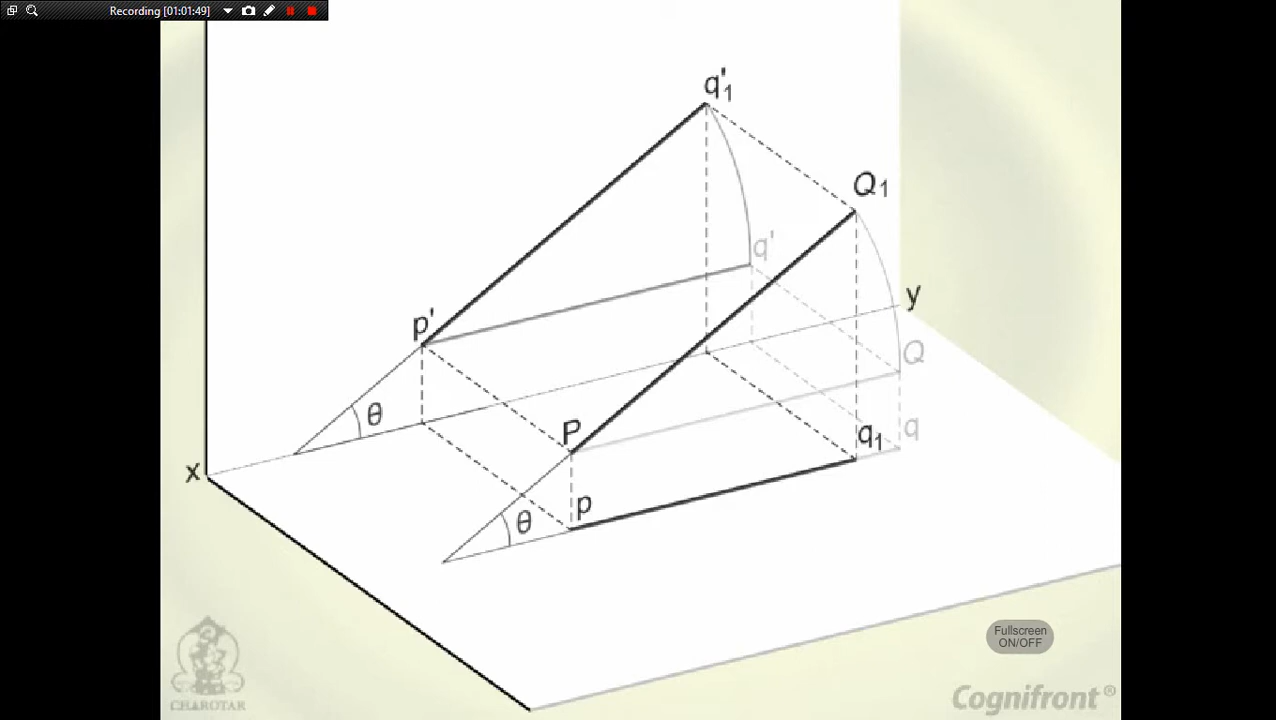 Recording [01:01:49]
q'1
Q1
q'
y
p'
Q
θ
P
q1
q
x
p
θ
Fullscreen
ON/OFF
CHAROTAR
Cognifront®